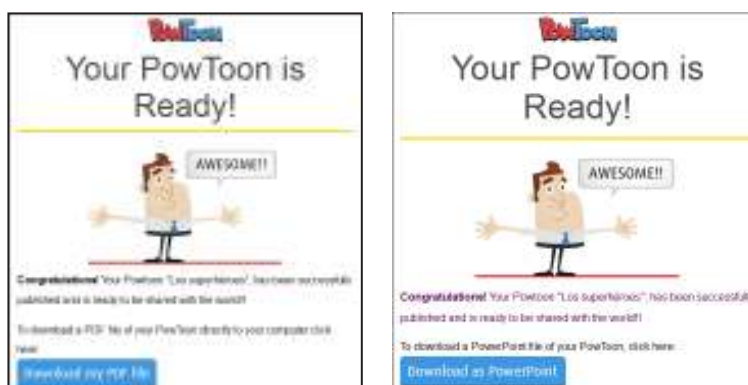 PowToon
Your PowToon is
Ready!
AWESOME!!
Congratulations! Your Powtoon "Los superhéroes", has been successfully
published and is ready to be shared with the world!!
To download a PDF file of your PowToon directly to your computer click
here:
Download my PDF file
PowToon
Your PowToon is
Ready!
AWESOME!!
Congratulations! Your Powtoon "Los superhéroes", has been successfull
published and is ready to be shared with the world!!
To download a PowerPoint file of your PowToon, click here:
Download as PowerPoint